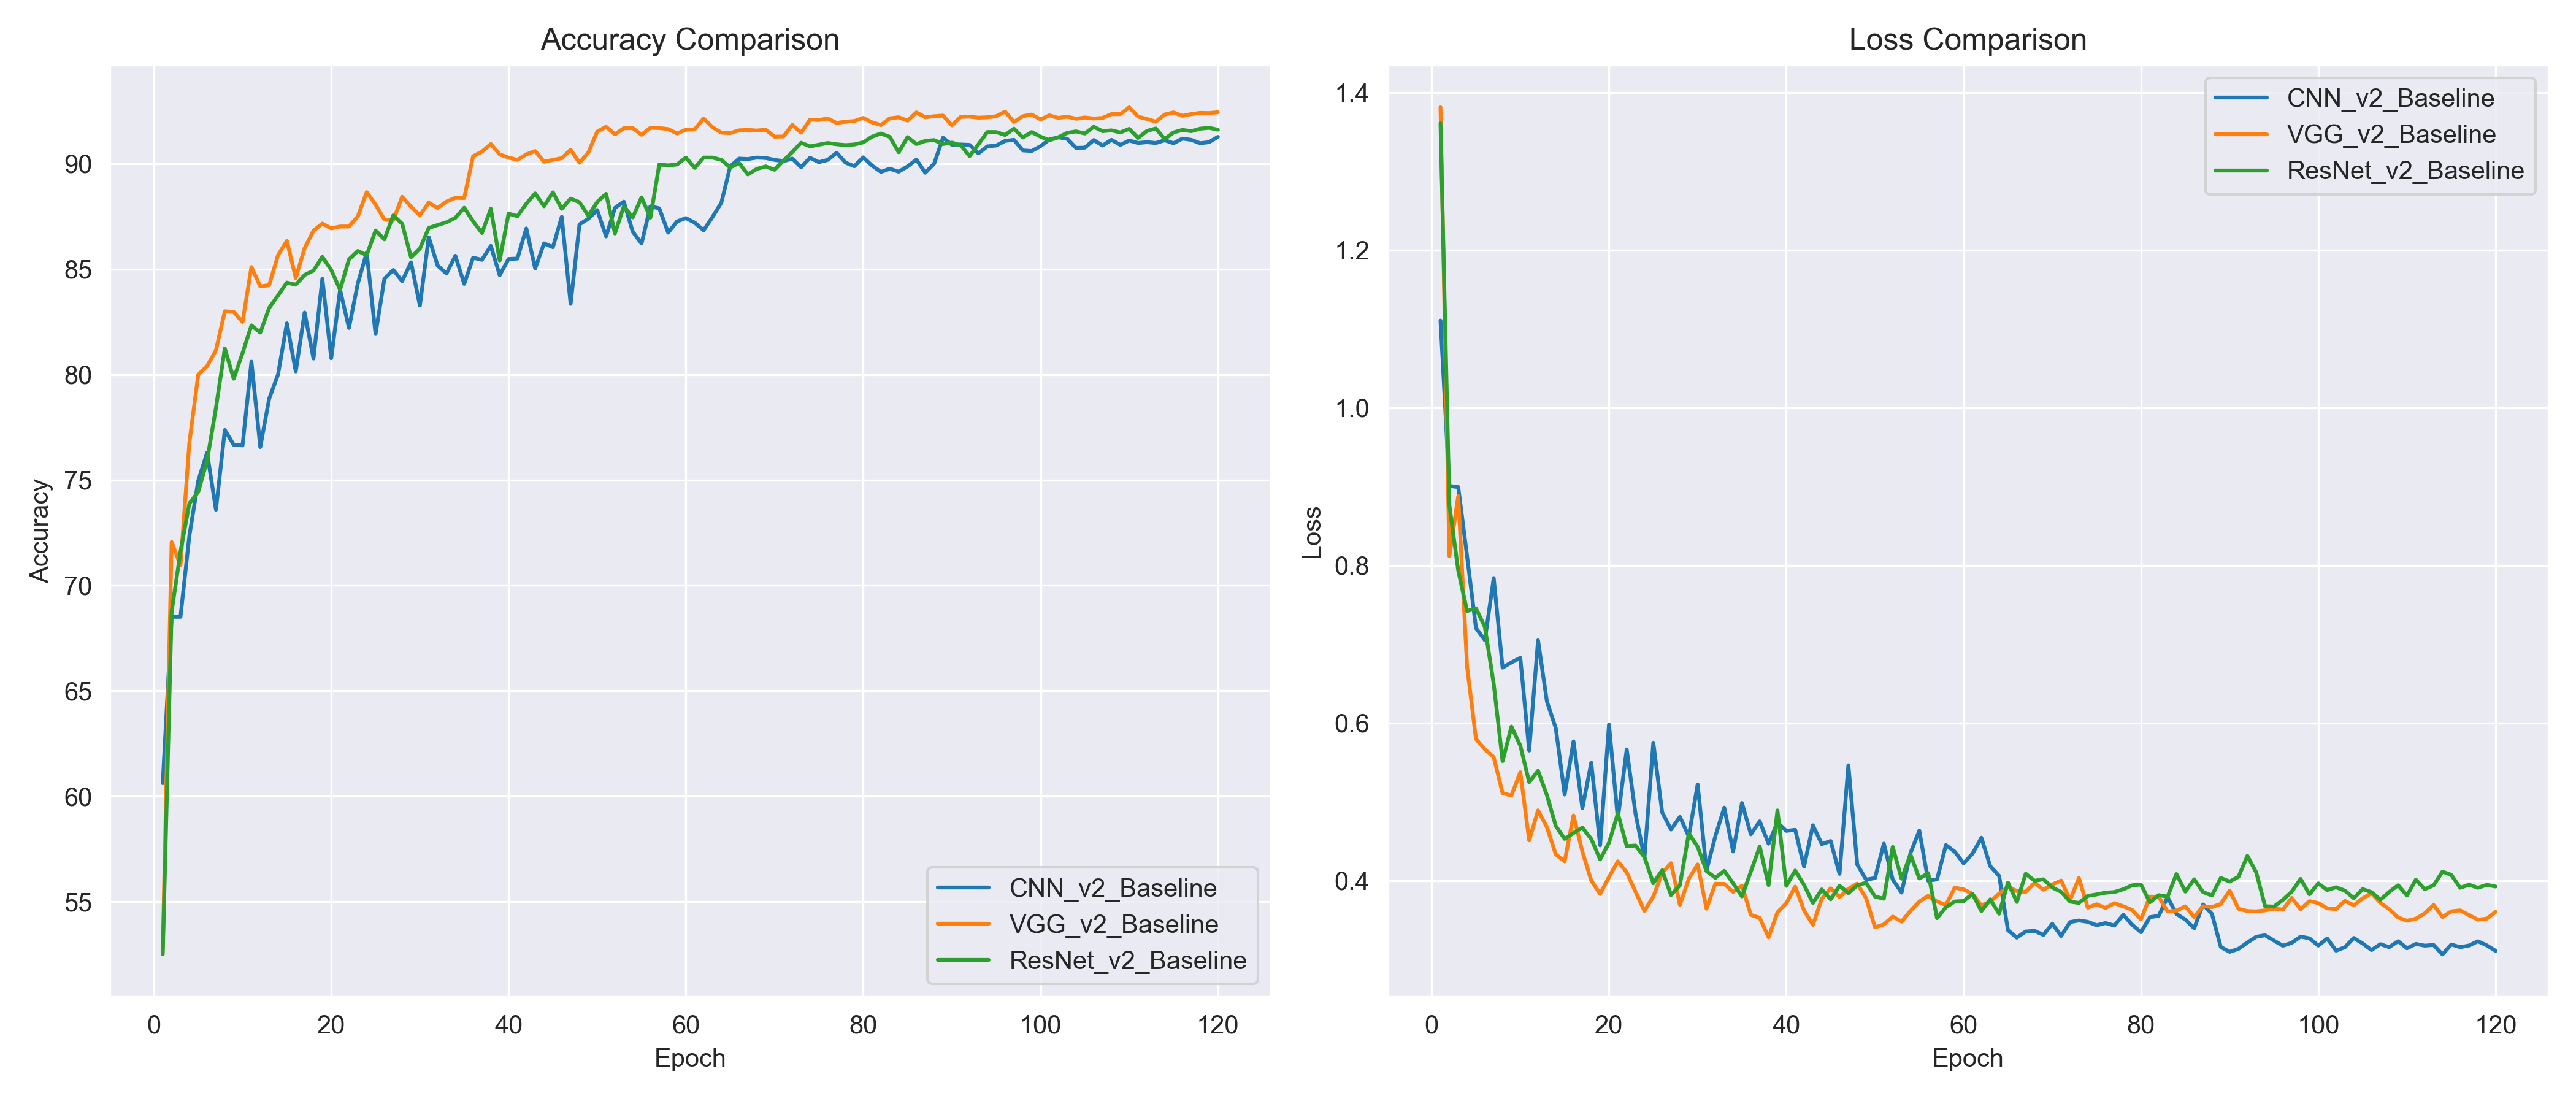 Accuracy Comparison
Accuracy
90
85
80
75
70
65
60
55
0 20 40 60 80 100 120
Epoch
CNN_v2_Baseline
VGG_v2_Baseline
ResNet_v2_Baseline
Loss Comparison
Loss
1.4
1.2
1.0
0.8
0.6
0.4
0 20 40 60 80 100 120
Epoch
CNN_v2_Baseline
VGG_v2_Baseline
ResNet_v2_Baseline